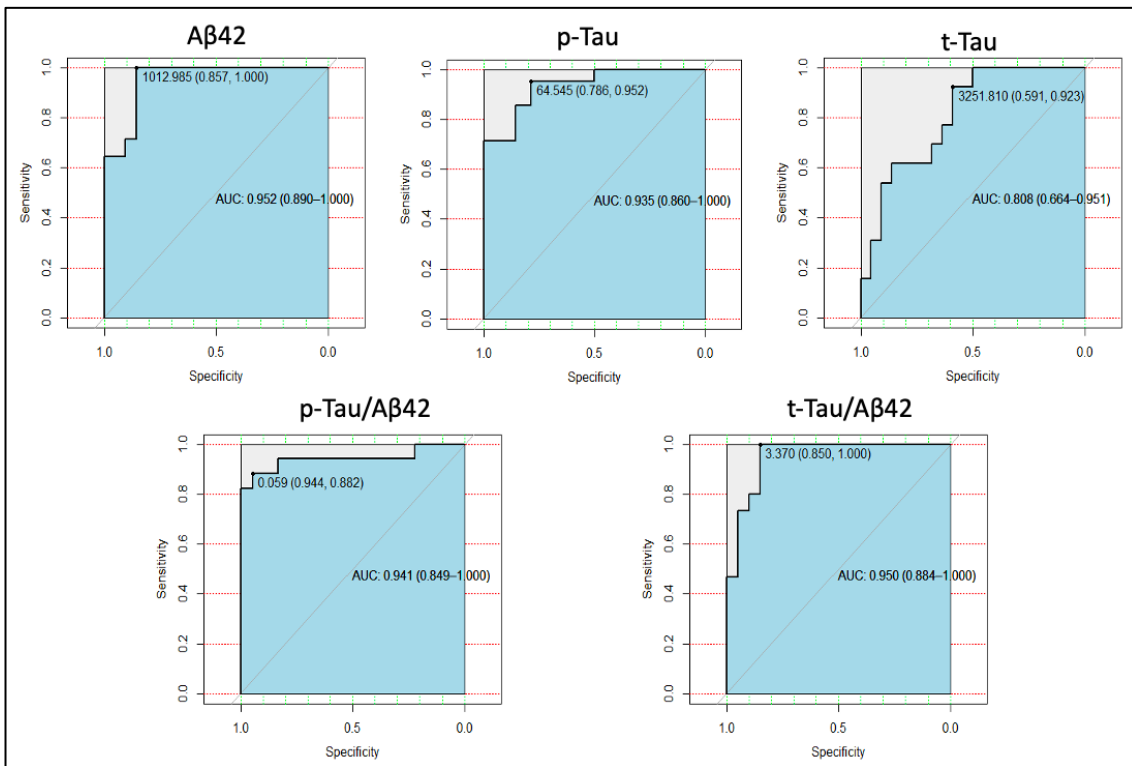 Aβ42
1.0
0.8
0.6
0.4
0.2
0.0
Sensitivity
1012.985 (0.857, 1.000)
AUC: 0.952 (0.890–1.000)
1.0
0.5
0.0
Specificity
p-Tau
1.0
0.8
0.6
0.4
0.2
0.0
Sensitivity
64.545 (0.786, 0.952)
AUC: 0.935 (0.860–1.000)
1.0
0.5
0.0
Specificity
t-Tau
1.0
0.8
0.6
0.4
0.2
0.0
Sensitivity
3251.810 (0.591, 0.923)
AUC: 0.808 (0.664–0.951)
1.0
0.5
0.0
Specificity
p-Tau/Aβ42
1.0
0.8
0.6
0.4
0.2
0.0
Sensitivity
0.059 (0.944, 0.882)
AUC: 0.941 (0.849–1.000)
1.0
0.5
0.0
Specificity
t-Tau/Aβ42
1.0
0.8
0.6
0.4
0.2
0.0
Sensitivity
3.370 (0.850, 1.000)
AUC: 0.950 (0.884–1.000)
1.0
0.5
0.0
Specificity